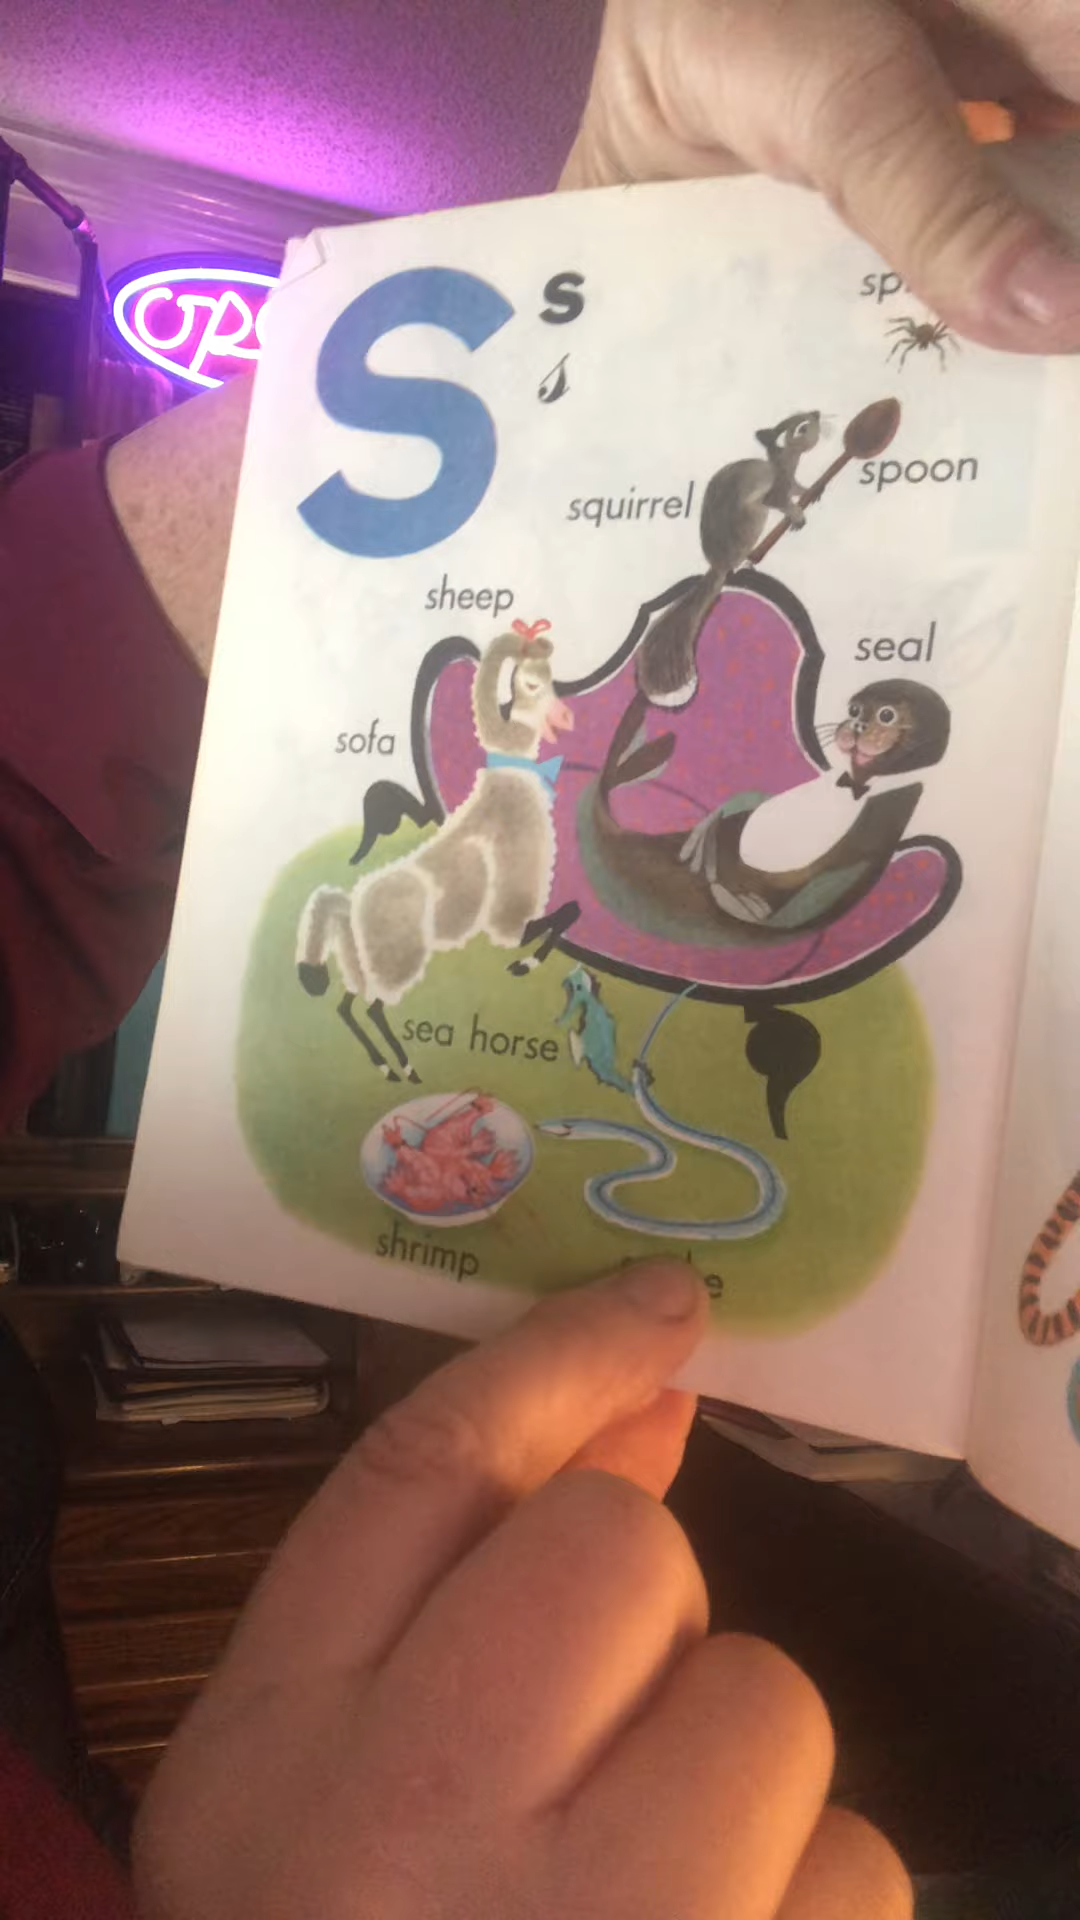 S s
s
squirrel
spoon
sheep
seal
sofa
sea horse
shrimp